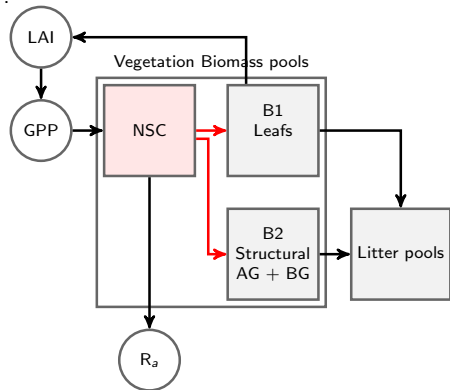 .
LAI
Vegetation Biomass pools
GPP
NSC
B1
Leafs
B2
Structural
AG + BG
Litter pools
Rₐ